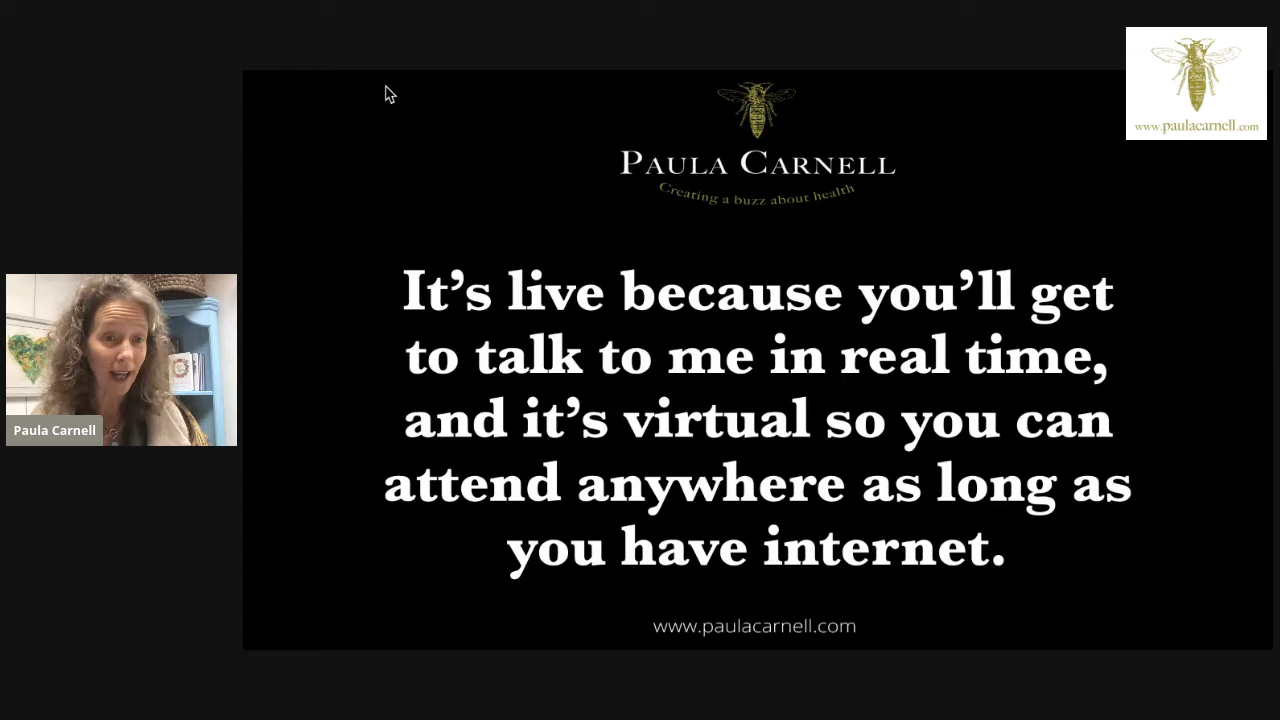 www.paulacarnell.com
PAULA CARNELL
Creating a buzz about health
It’s live because you’ll get
to talk to me in real time,
and it’s virtual so you can
attend anywhere as long as
you have internet.
Paula Carnell
www.paulacarnell.com